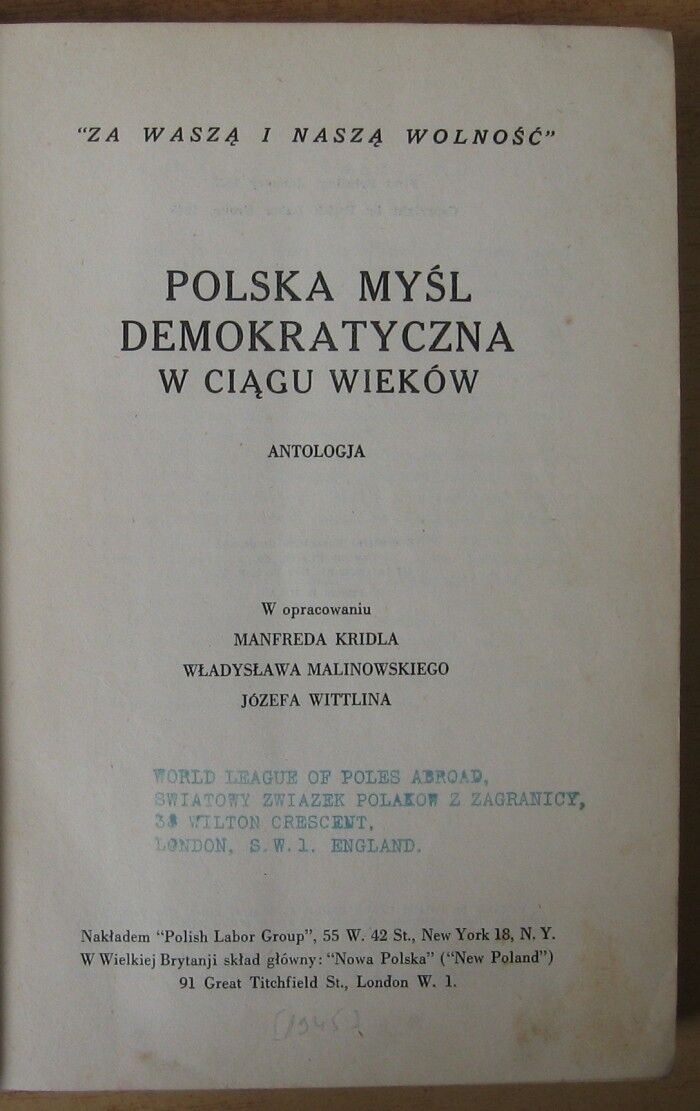 "ZA WASZĄ I NASZĄ WOLNOŚĆ"
POLSKA MYŚL
DEMOKRATYCZNA
W CIĄGU WIEKÓW
ANTOLOGJA
W opracowaniu
MANFREDA KRIDLA
WŁADYSŁAWA MALINOWSKIEGO
JÓZEFA WITTLINA
WORLD LEAGUE OF POLES ABROAD,
SWIATOWY ZWIAZEK POLAKOW Z ZAGRANICY,
WILTON CRESCENT,
LONDON, S.W.1. ENGLAND.
Nakładem "Polish Labor Group", 55 W. 42 St., New York 18, N. Y.
W Wielkiej Brytanji skład główny: "Nowa Polska" ("New Poland")
91 Great Titchfield St., London W. 1.
[1945]